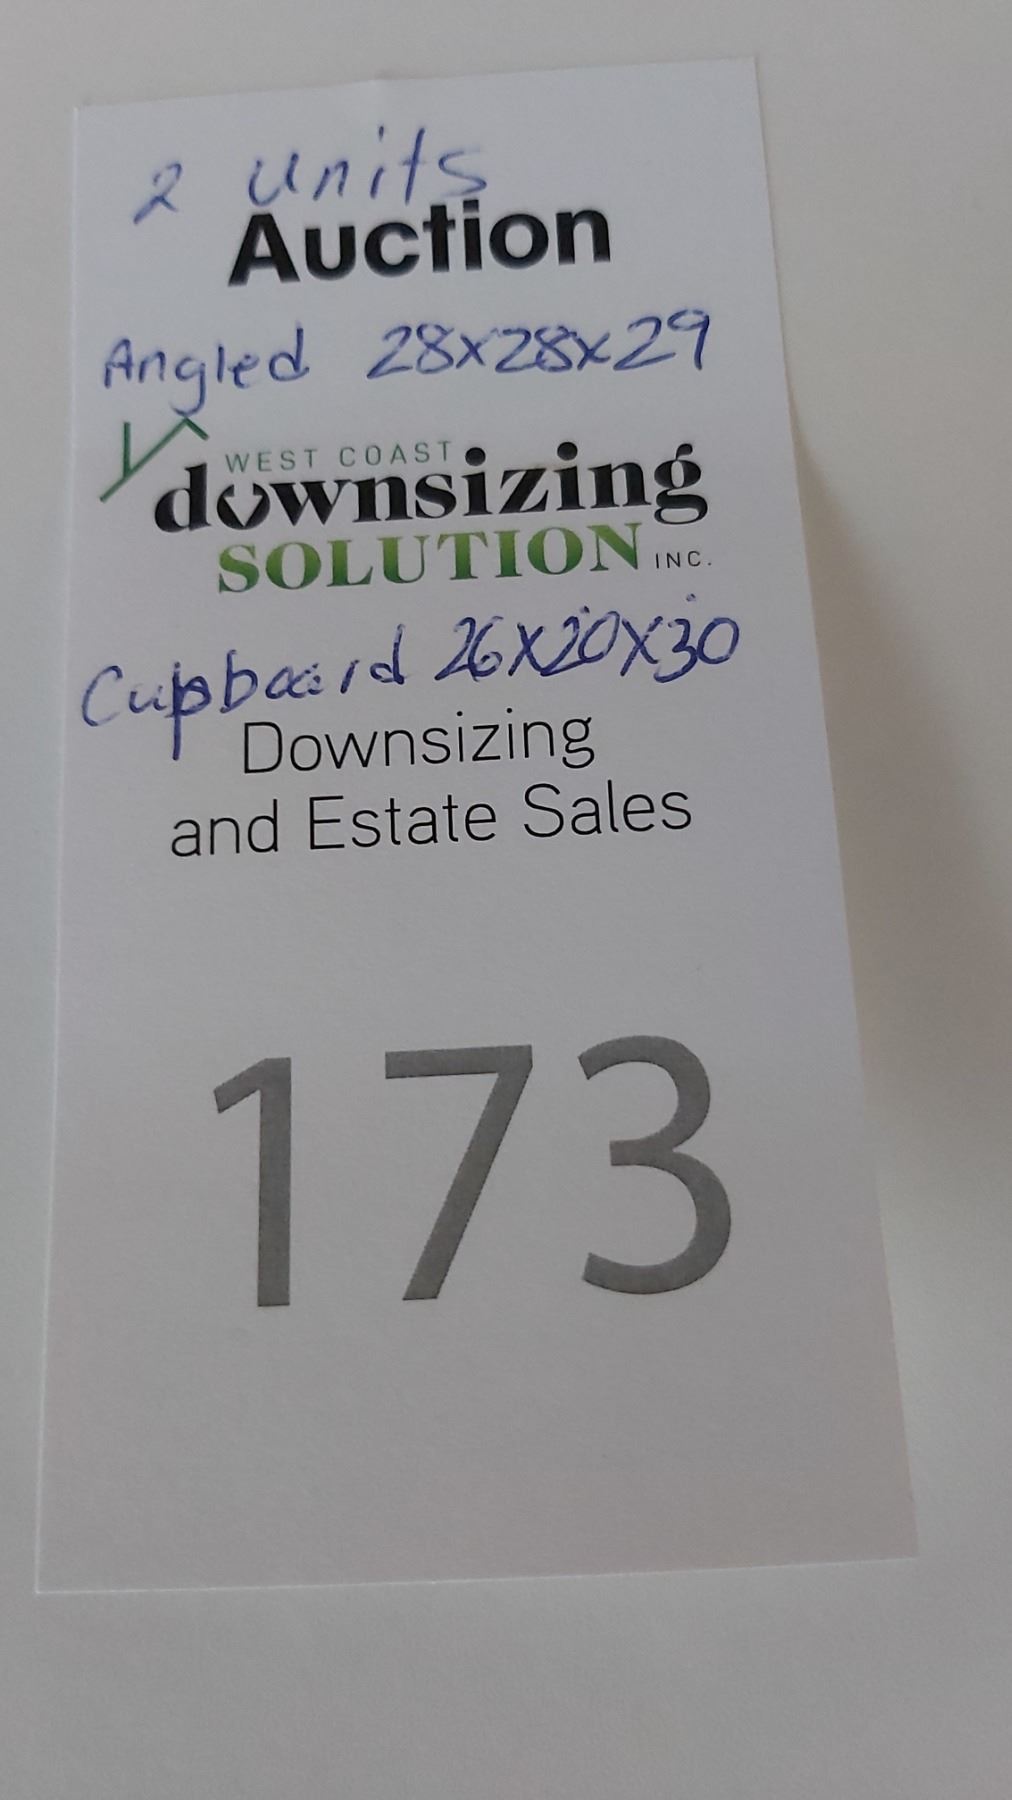 2 Units
Auction
Angled 28x28x29
WEST COAST
downsizing
SOLUTION INC.
Cupboard 26x20x30
Downsizing
and Estate Sales
173